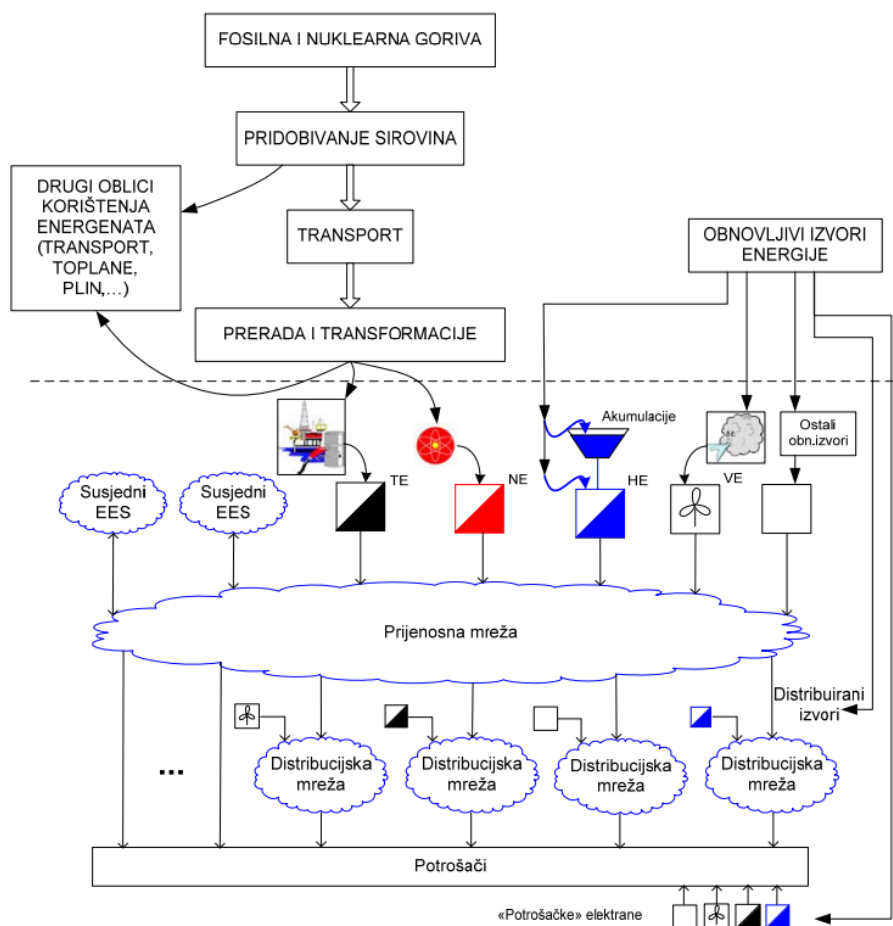 FOSILNA I NUKLEARNA GORIVA
PRIDOBIVANJE SIROVINA
DRUGI OBLICI
KORIŠTENJA
ENERGENATA
(TRANSPORT,
TOPLANE,
PLIN,...)
TRANSPORT
OBNOVLJIVI IZVORI
ENERGIJE
PRERADA I TRANSFORMACIJE
Akumulacije
Ostali
obn.izvori
TE
NE
HE
VE
Susjedni
EES
Susjedni
EES
Prijenosna mreža
Distribuirani
izvori
...
Distribucijska
mreža
Distribucijska
mreža
Distribucijska
mreža
Distribucijska
mreža
Potrošači
«Potrošačke» elektrane